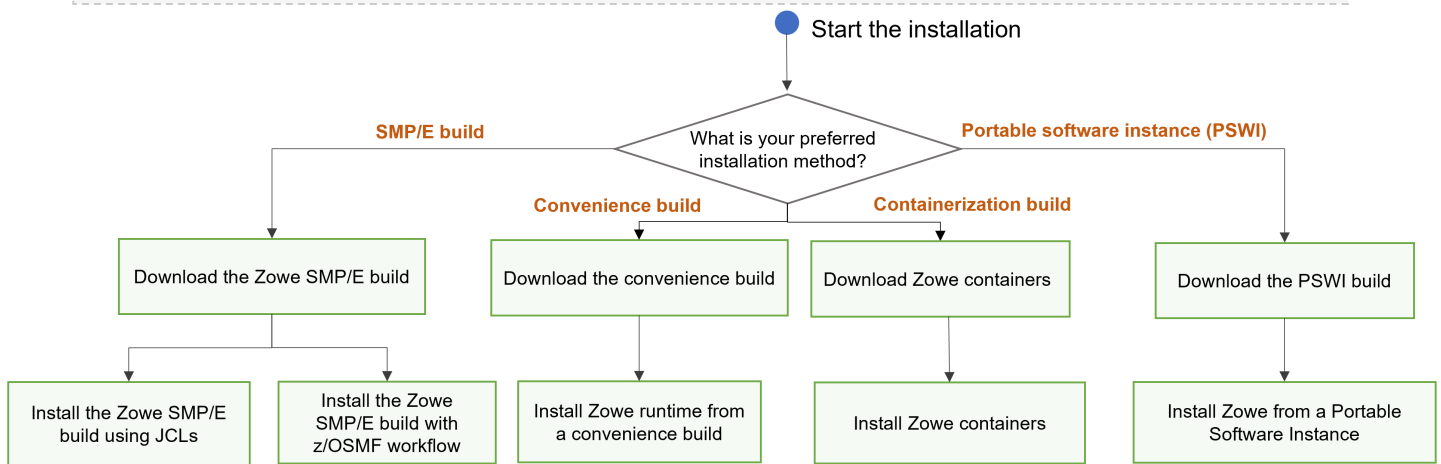 Start the installation
What is your preferred
installation method?
SMP/E build
Portable software instance (PSWI)
Convenience build
Containerization build
Download the Zowe SMP/E build
Download the convenience build
Download Zowe containers
Download the PSWI build
Install the Zowe SMP/E
build using JCLs
Install the Zowe
SMP/E build with
z/OSMF workflow
Install Zowe runtime from
a convenience build
Install Zowe containers
Install Zowe from a Portable
Software Instance